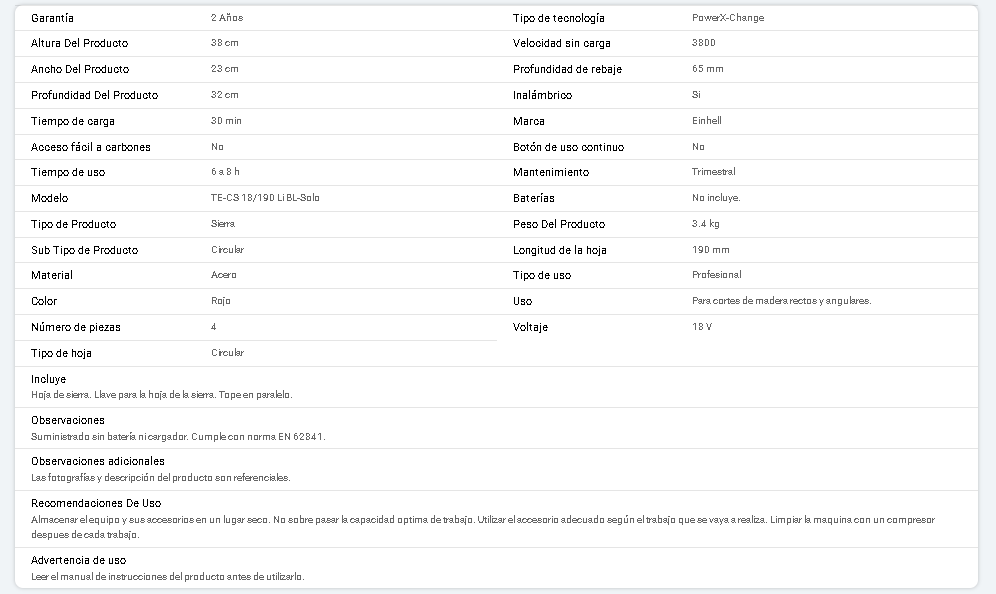 Garantía 2 Años Tipo de tecnología PowerX-Change
Altura Del Producto 38 cm Velocidad sin carga 3800
Ancho Del Producto 23 cm Profundidad de rebaje 65 mm
Profundidad Del Producto 32 cm Inalámbrico Si
Tiempo de carga 30 min Marca Einhell
Acceso fácil a carbones No Botón de uso continuo No
Tiempo de uso 6 a 8 h Mantenimiento Trimestral
Modelo TE-CS 18/190 Li BL-Solo Baterías No incluye.
Tipo de Producto Sierra Peso Del Producto 3.4 kg
Sub Tipo de Producto Circular Longitud de la hoja 190 mm
Material Acero Tipo de uso Profesional
Color Rojo Uso Para cortes de madera rectos y angulares.
Número de piezas 4 Voltaje 18 V
Tipo de hoja Circular
Incluye
Hoja de sierra. Llave para la hoja de la sierra. Tope en paralelo.
Observaciones
Suministrado sin batería ni cargador. Cumple con norma EN 62841.
Observaciones adicionales
Las fotografías y descripción del producto son referenciales.
Recomendaciones De Uso
Almacenar el equipo y sus accesorios en un lugar seco. No sobre pasar la capacidad optima de trabajo. Utilizar el accesorio adecuado según el trabajo que se vaya a realiza. Limpiar la maquina con un compresor
despues de cada trabajo.
Advertencia de uso
Leer el manual de instrucciones del producto antes de utilizarlo.